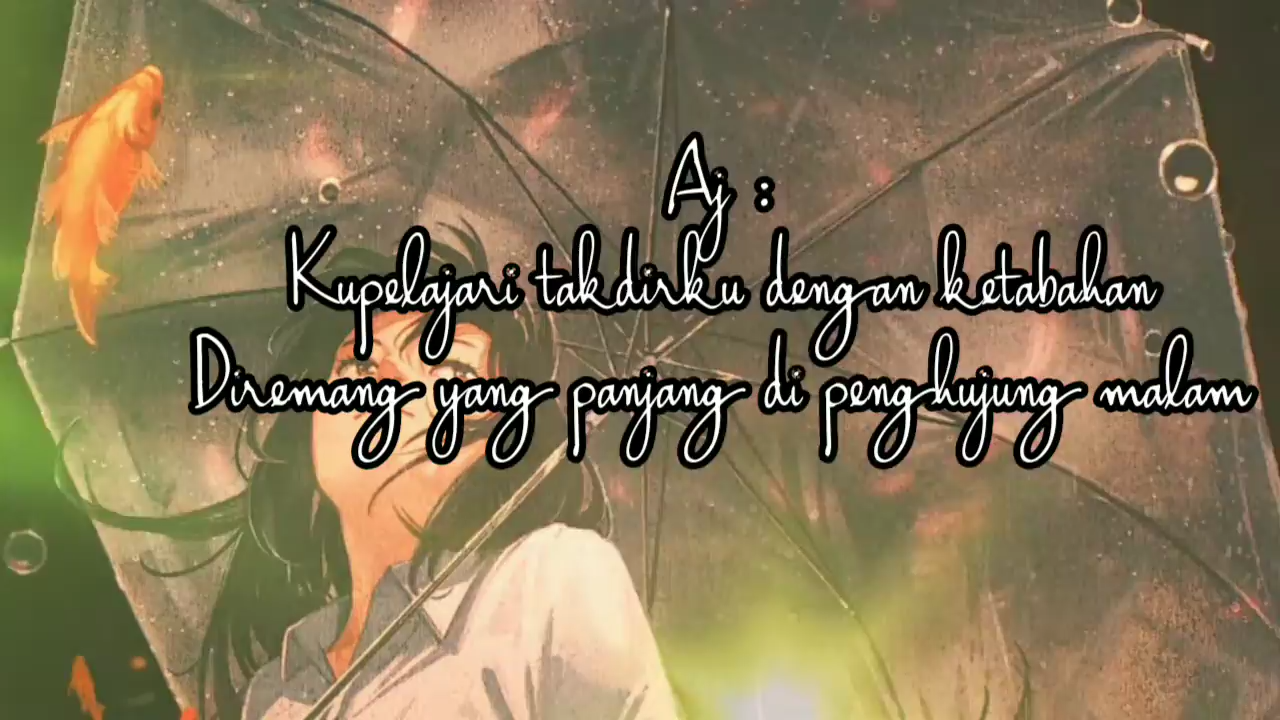 Aj :
Kupelajari takdirku dengan ketabahan
Diremang yang panjang di penghujung malam